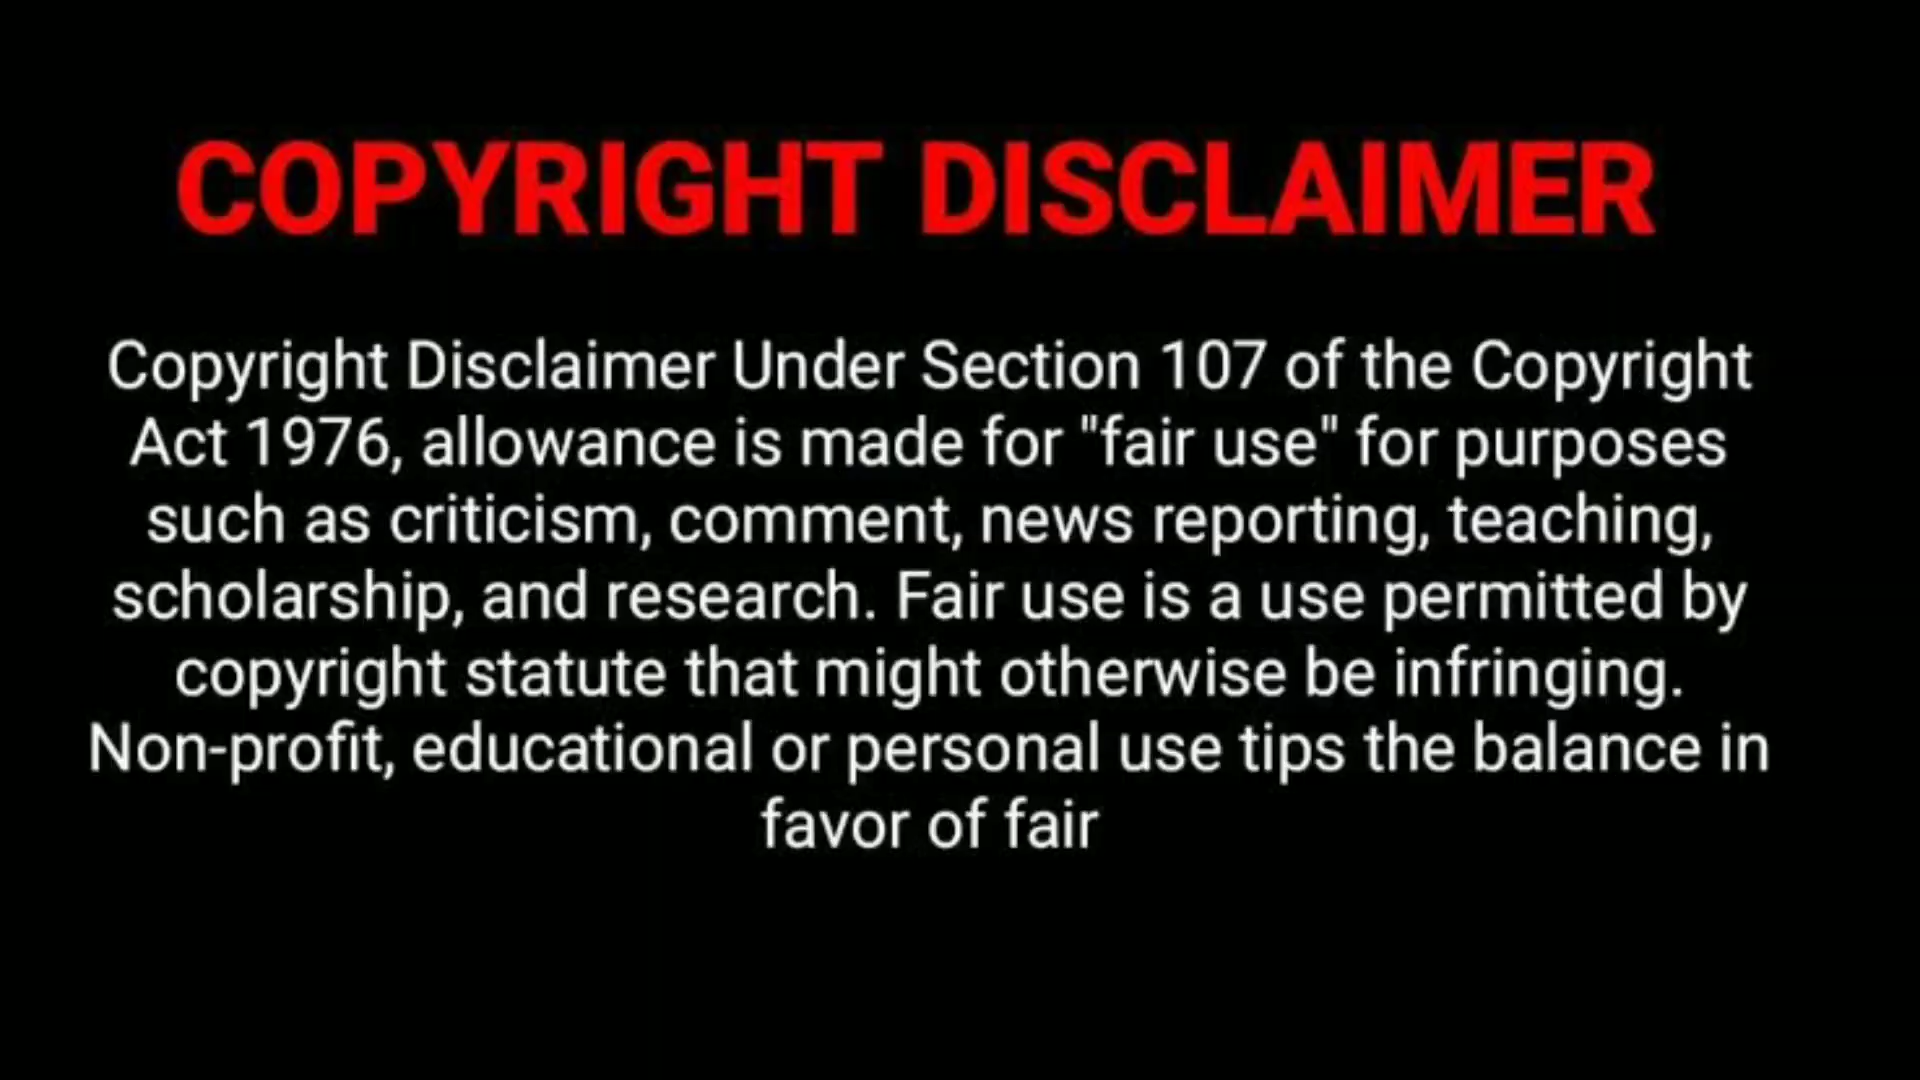 COPYRIGHT DISCLAIMER
Copyright Disclaimer Under Section 107 of the Copyright
Act 1976, allowance is made for "fair use" for purposes
such as criticism, comment, news reporting, teaching,
scholarship, and research. Fair use is a use permitted by
copyright statute that might otherwise be infringing.
Non-profit, educational or personal use tips the balance in
favor of fair